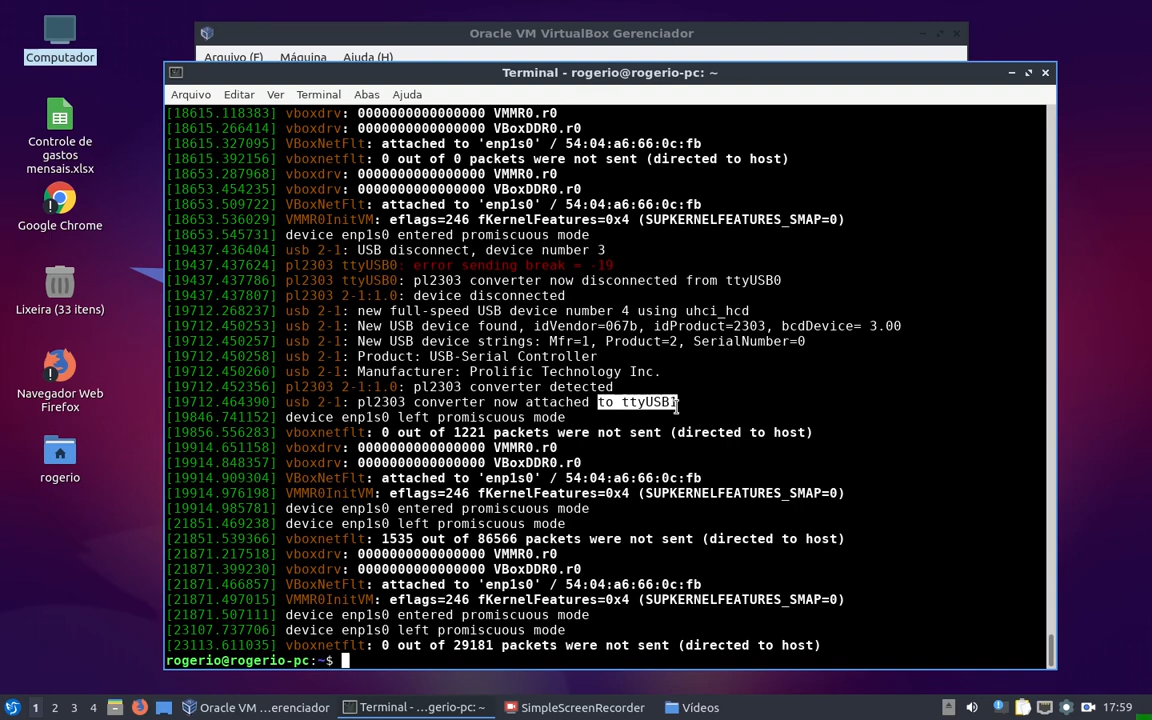 Computador
Controle de
gastos
mensais.xlsx
Google Chrome
Lixeira (33 itens)
Navegador Web
Firefox
rogerio
Oracle VM VirtualBox Gerenciador
Arquivo (F) Máquina Ajuda (H)
Terminal - rogerio@rogerio-pc: ~
Arquivo Editar Ver Terminal Abas Ajuda
[18615.118383] vboxdrv: 0000000000000000 VMMR0.r0
[18615.266414] vboxdrv: 0000000000000000 VBoxDDR0.r0
[18615.327095] VBoxNetFlt: attached to 'enp1s0' / 54:04:a6:66:0c:fb
[18615.392156] vboxnetflt: 0 out of 0 packets were not sent (directed to host)
[18653.287968] vboxdrv: 0000000000000000 VMMR0.r0
[18653.454235] vboxdrv: 0000000000000000 VBoxDDR0.r0
[18653.509722] VBoxNetFlt: attached to 'enp1s0' / 54:04:a6:66:0c:fb
[18653.536029] VMMR0InitVM: eflags=246 fKernelFeatures=0x4 (SUPKERNELFEATURES_SMAP=0)
[18653.545731] device enp1s0 entered promiscuous mode
[19437.436404] usb 2-1: USB disconnect, device number 3
[19437.437624] pl2303 ttyUSB0: error sending break = -19
[19437.437786] pl2303 ttyUSB0: pl2303 converter now disconnected from ttyUSB0
[19437.437807] pl2303 2-1:1.0: device disconnected
[19712.268237] usb 2-1: new full-speed USB device number 4 using uhci_hcd
[19712.450253] usb 2-1: New USB device found, idVendor=067b, idProduct=2303, bcdDevice= 3.00
[19712.450257] usb 2-1: New USB device strings: Mfr=1, Product=2, SerialNumber=0
[19712.450258] usb 2-1: Product: USB-Serial Controller
[19712.450260] usb 2-1: Manufacturer: Prolific Technology Inc.
[19712.452356] pl2303 2-1:1.0: pl2303 converter detected
[19712.464390] usb 2-1: pl2303 converter now attached to ttyUSB1
[19846.741152] device enp1s0 left promiscuous mode
[19856.556283] vboxnetflt: 0 out of 1221 packets were not sent (directed to host)
[19914.651158] vboxdrv: 0000000000000000 VMMR0.r0
[19914.848357] vboxdrv: 0000000000000000 VBoxDDR0.r0
[19914.909304] VBoxNetFlt: attached to 'enp1s0' / 54:04:a6:66:0c:fb
[19914.976198] VMMR0InitVM: eflags=246 fKernelFeatures=0x4 (SUPKERNELFEATURES_SMAP=0)
[19914.985781] device enp1s0 entered promiscuous mode
[21851.469238] device enp1s0 left promiscuous mode
[21851.539366] vboxnetflt: 1535 out of 86566 packets were not sent (directed to host)
[21871.217518] vboxdrv: 0000000000000000 VMMR0.r0
[21871.399230] vboxdrv: 0000000000000000 VBoxDDR0.r0
[21871.466857] VBoxNetFlt: attached to 'enp1s0' / 54:04:a6:66:0c:fb
[21871.497015] VMMR0InitVM: eflags=246 fKernelFeatures=0x4 (SUPKERNELFEATURES_SMAP=0)
[21871.507111] device enp1s0 entered promiscuous mode
[23107.737706] device enp1s0 left promiscuous mode
[23113.611035] vboxnetflt: 0 out of 29181 packets were not sent (directed to host)
rogerio@rogerio-pc:~$
1 2 3 4 Oracle VM ...erenciador Terminal - ...gerio-pc: ~ SimpleScreenRecorder Vídeos 17:59